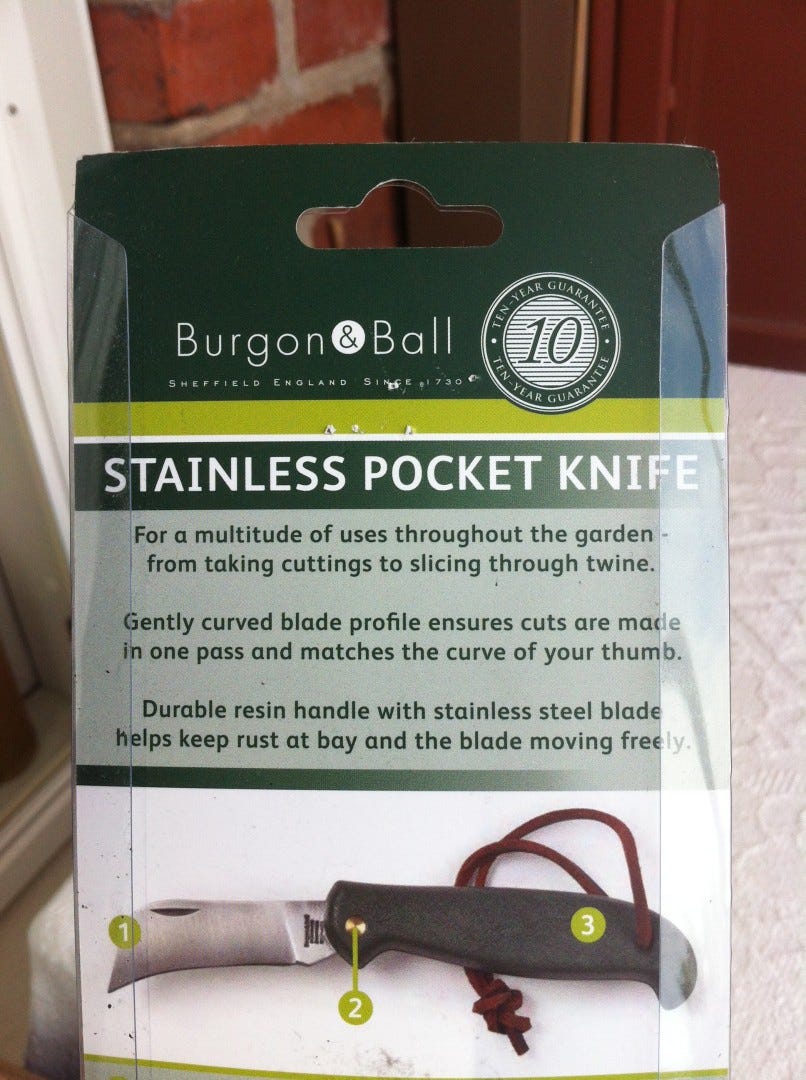 Burgon & Ball
SHEFFIELD ENGLAND SINCE 1730
TEN-YEAR GUARANTEE
10
TEN-YEAR GUARANTEE
STAINLESS POCKET KNIFE
For a multitude of uses throughout the garden -
from taking cuttings to slicing through twine.
Gently curved blade profile ensures cuts are made
in one pass and matches the curve of your thumb.
Durable resin handle with stainless steel blade
helps keep rust at bay and the blade moving freely.
1
3
2